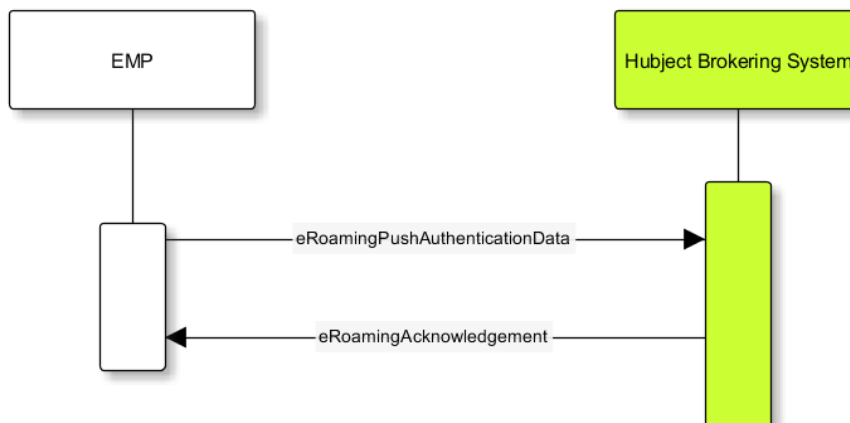 EMP
Hubject Brokering System
eRoamingPushAuthenticationData
eRoamingAcknowledgement